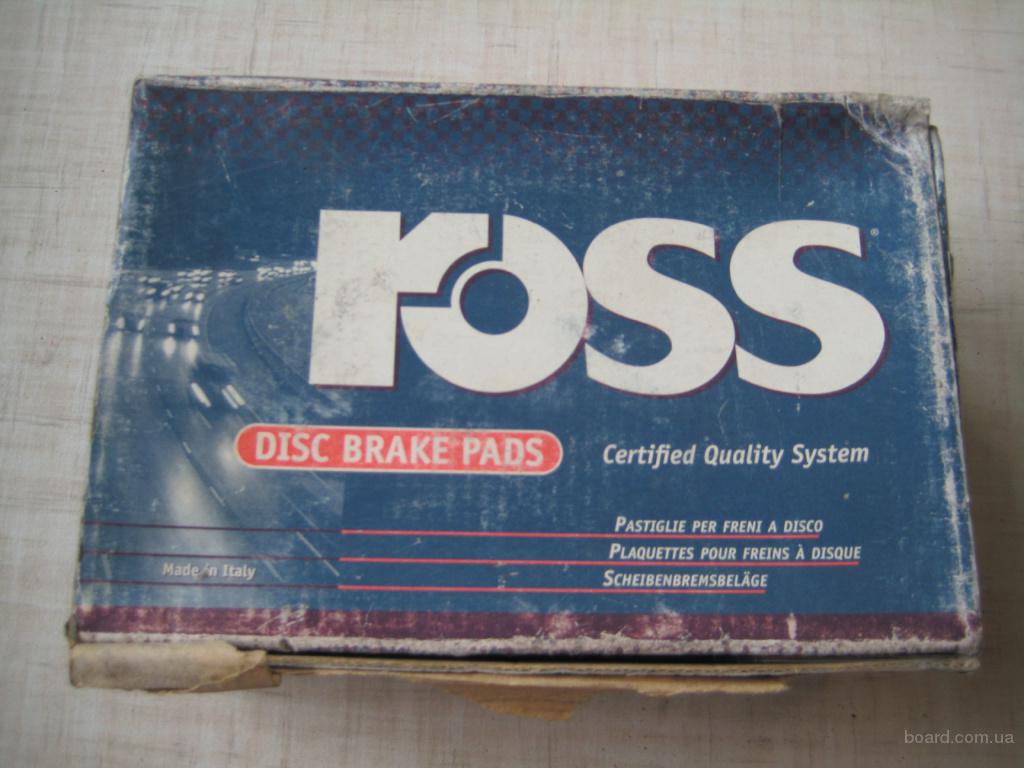 ross®
DISC BRAKE PADS
Certified Quality System
PASTIGLIE PER FRENI A DISCO
PLAQUETTES POUR FREINS À DISQUE
SCHEIBENBREMSBELÄGE
Made in Italy
board.com.ua